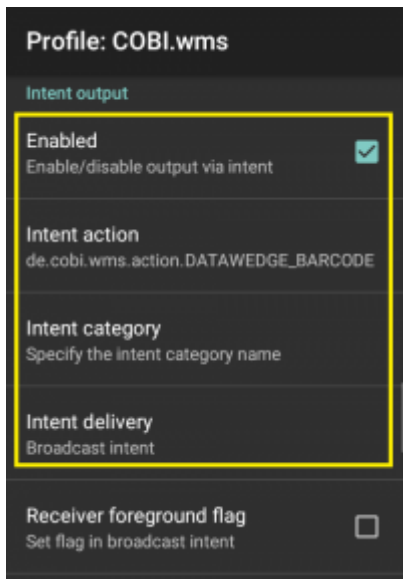 Profile: COBI.wms
Intent output
Enabled
Enable/disable output via intent
Intent action
de.cobi.wms.action.DATAWEDGE_BARCODE
Intent category
Specify the intent category name
Intent delivery
Broadcast intent
Receiver foreground flag
Set flag in broadcast intent